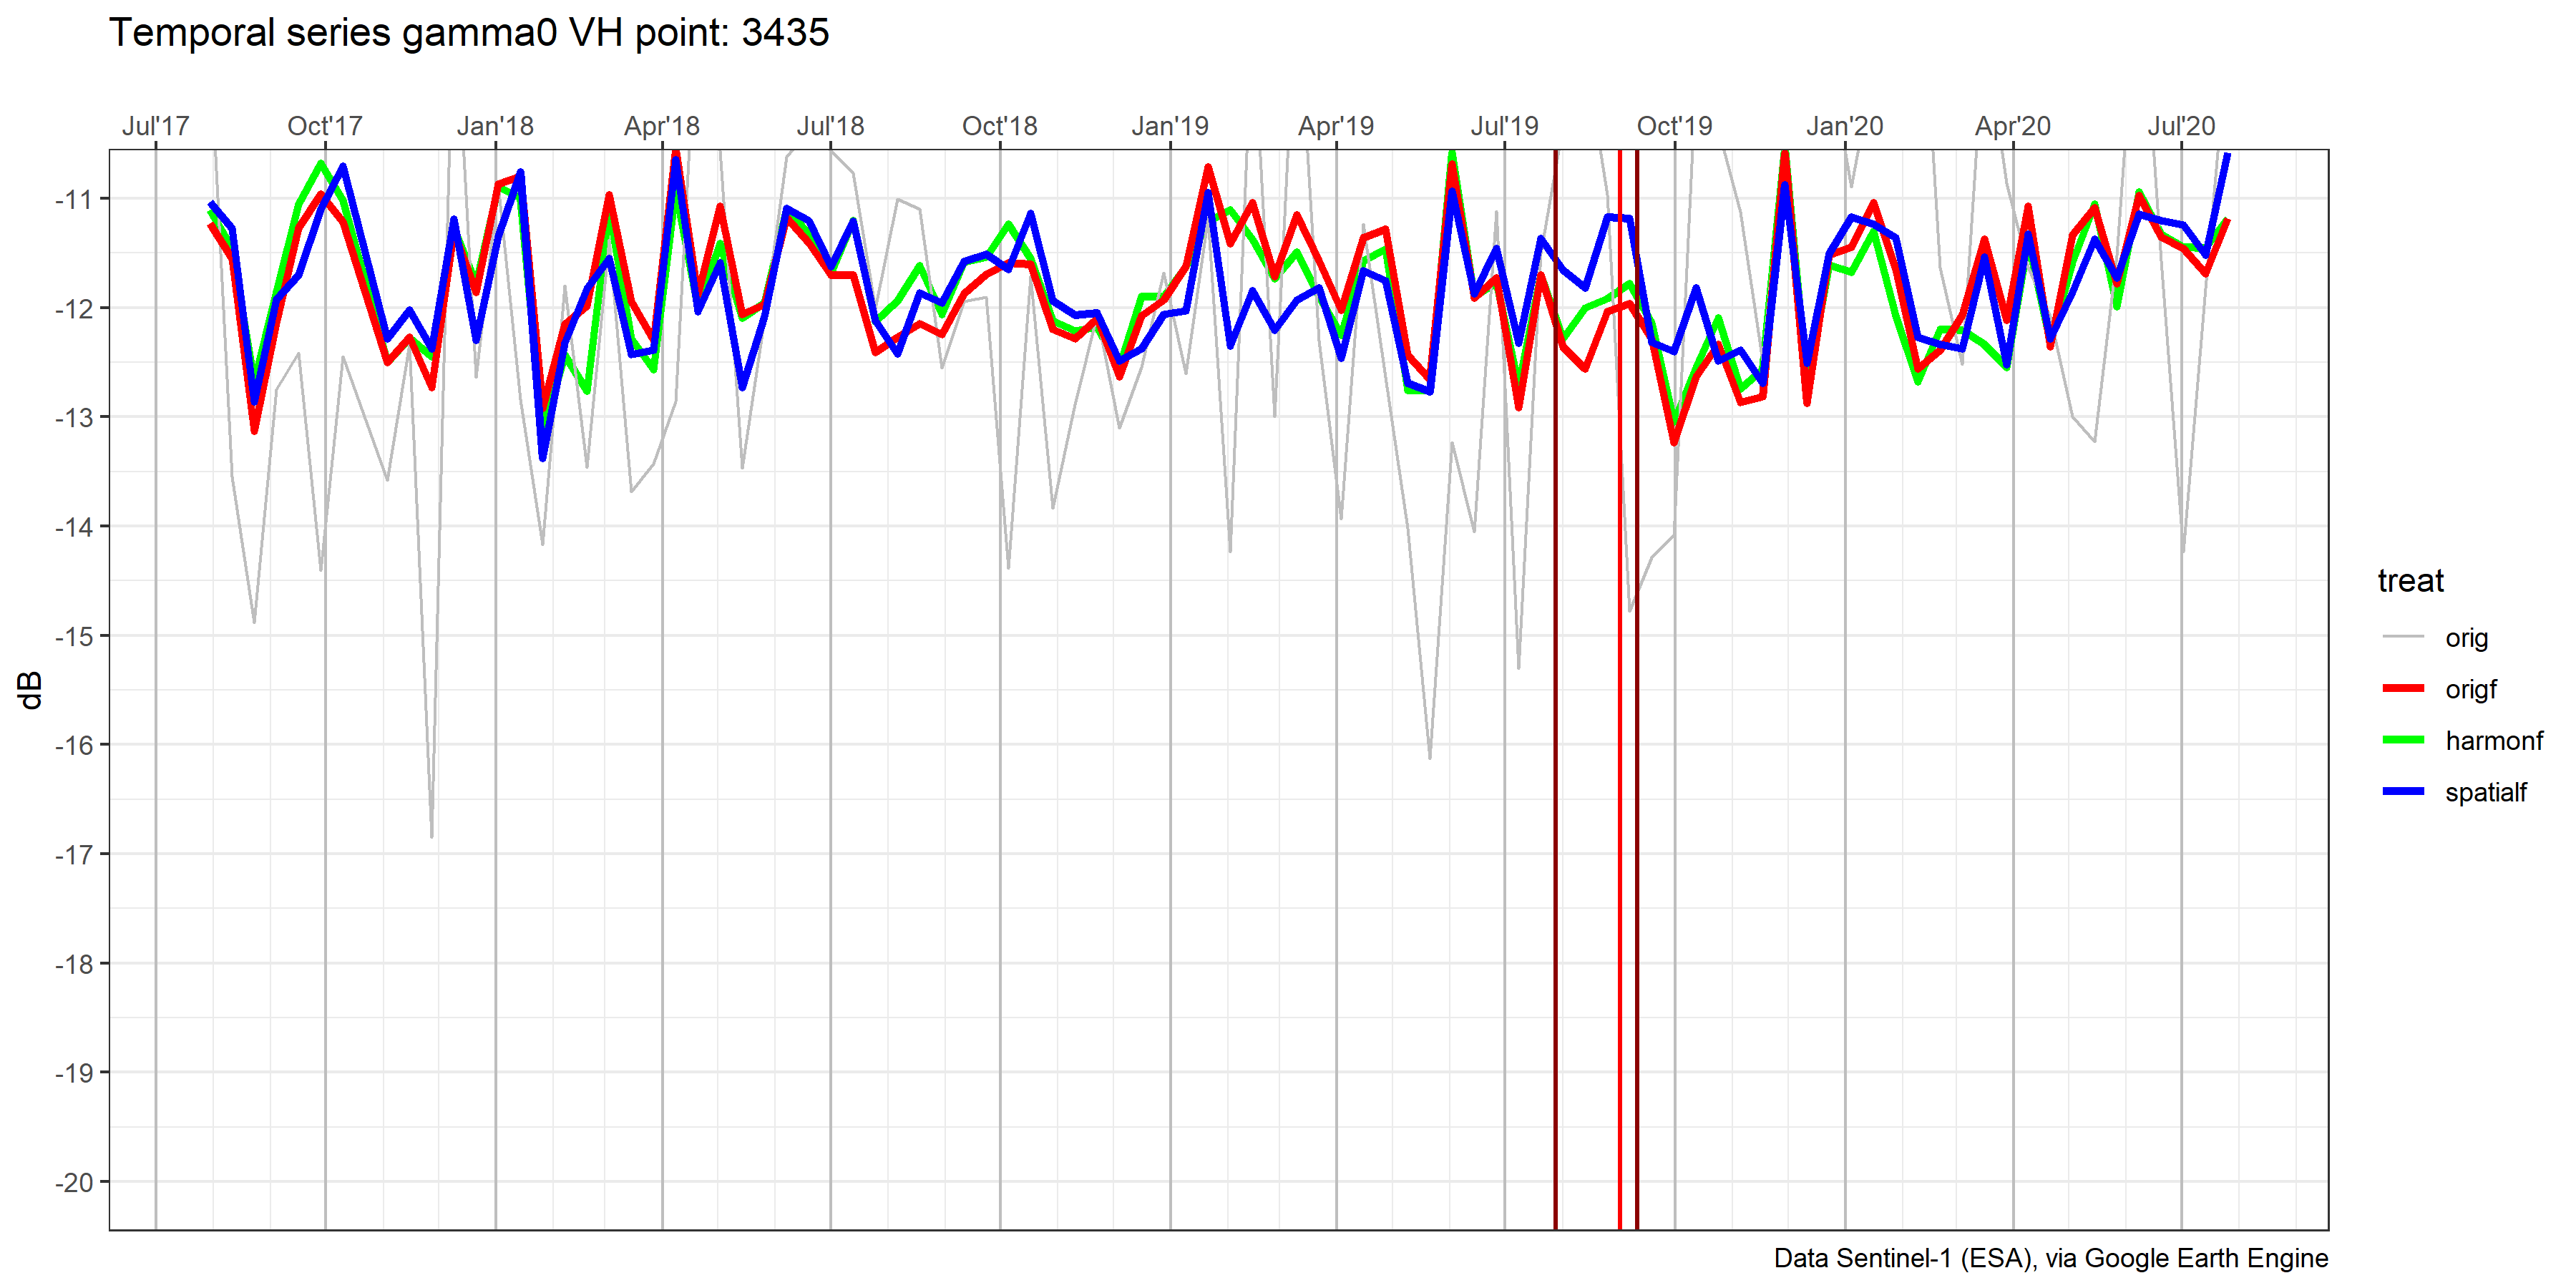 Temporal series gamma0 VH point: 3435
Jul'17 Oct'17 Jan'18 Apr'18 Jul'18 Oct'18 Jan'19 Apr'19 Jul'19 Oct'19 Jan'20 Apr'20 Jul'20
-11
-12
-13
-14
-15
-16
-17
-18
-19
-20
dB
treat
orig
origf
harmonf
spatialf
Data Sentinel-1 (ESA), via Google Earth Engine